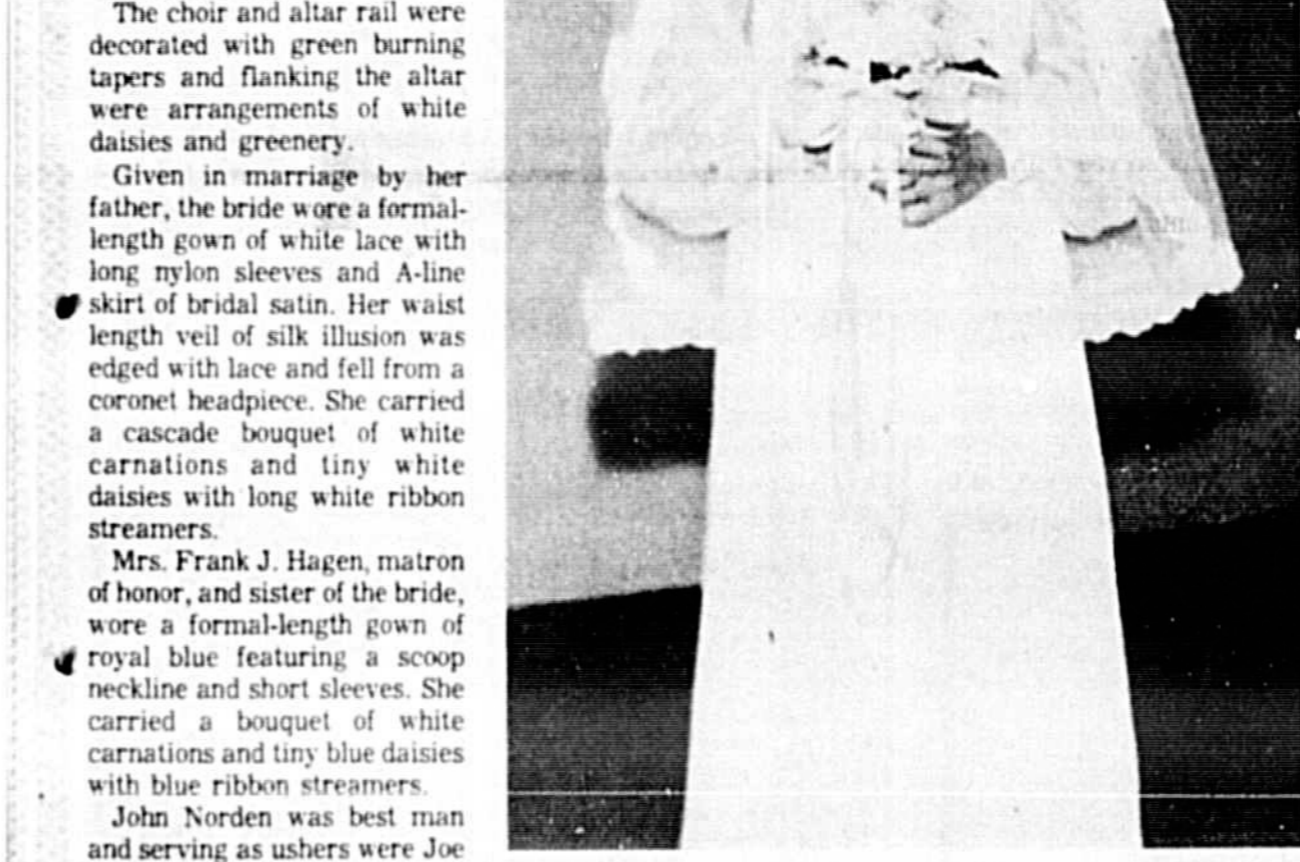 The choir and altar rail were
decorated with green burning
tapers and flanking the altar
were arrangements of white
daisies and greenery.
Given in marriage by her
father, the bride wore a formal-
length gown of white lace with
long nylon sleeves and A-line
skirt of bridal satin. Her waist
length veil of silk illusion was
edged with lace and fell from a
coronet headpiece. She carried
a cascade bouquet of white
carnations and tiny white
daisies with long white ribbon
streamers.
Mrs. Frank J. Hagen, matron
of honor, and sister of the bride,
wore a formal-length gown of
royal blue featuring a scoop
neckline and short sleeves. She
carried a bouquet of white
carnations and tiny blue daisies
with blue ribbon streamers.
John Norden was best man
and serving as ushers were Joe